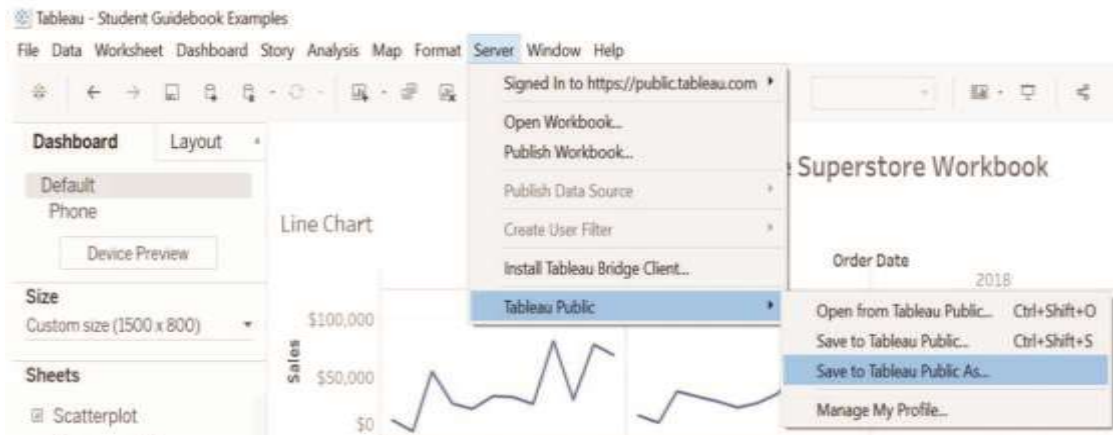 Tableau - Student Guidebook Examples
File Data Worksheet Dashboard Story Analysis Map Format Server Window Help
Signed In to https://public.tableau.com
Open Workbook...
Publish Workbook...
Publish Data Source
Create User Filter
Install Tableau Bridge Client...
Tableau Public
Open from Tableau Public... Ctrl+Shift+O
Save to Tableau Public... Ctrl+Shift+S
Save to Tableau Public As...
Manage My Profile...
Dashboard Layout
Default
Phone
Device Preview
Size
Custom size (1500 x 800)
Sheets
Scatterplot
Superstore Workbook
Line Chart
Order Date
2018
Sales
$100,000
$50,000
$0